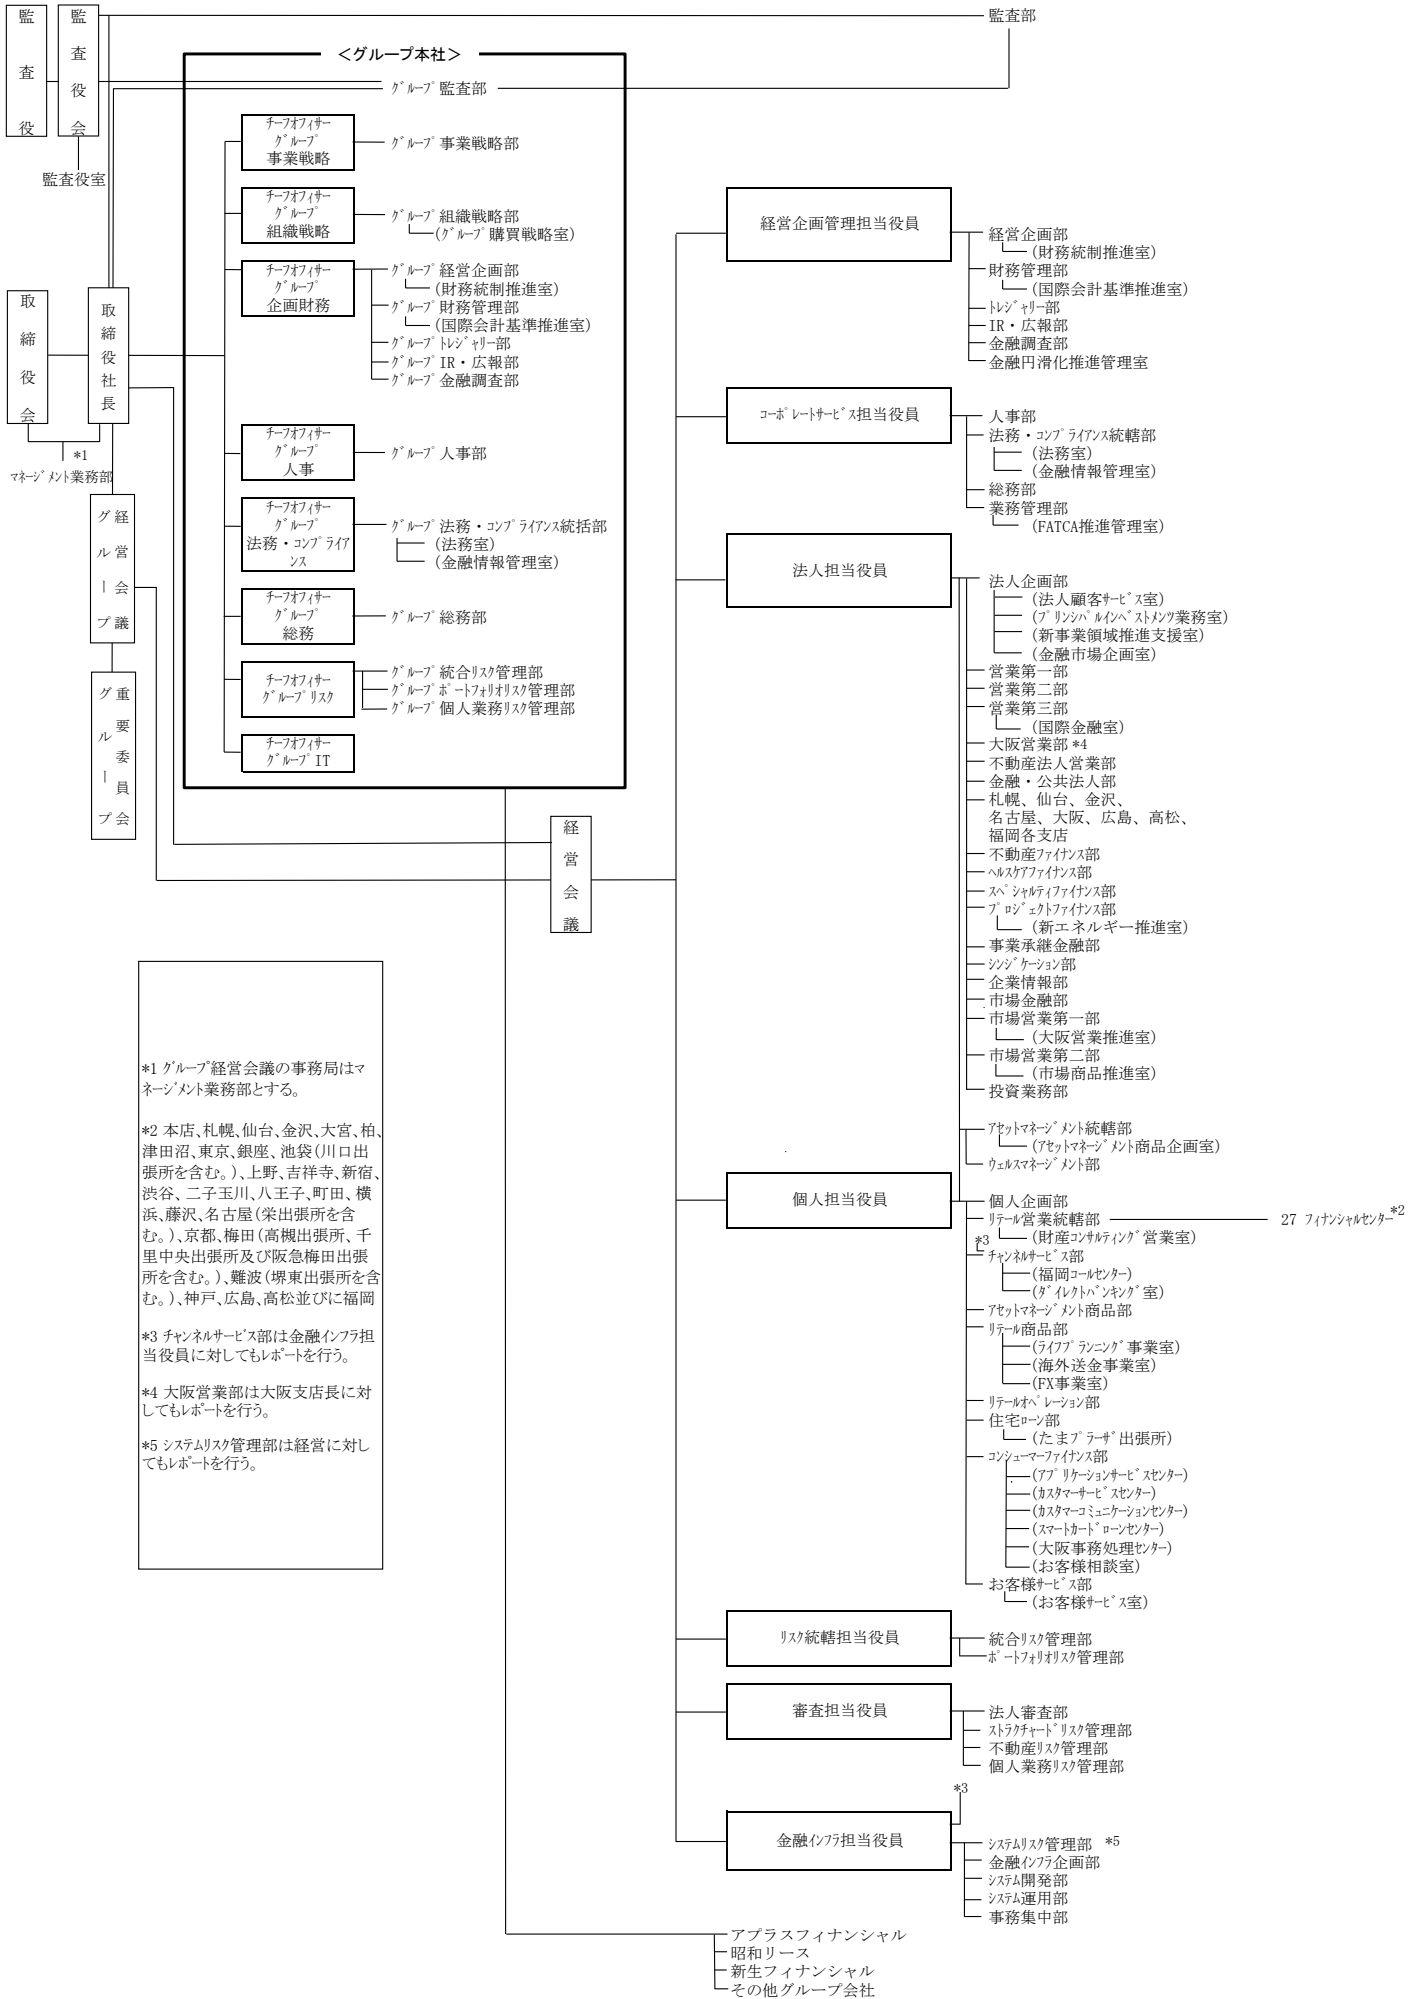 監査役
監査役会
監査役室
監査部
＜グループ本社＞
グループ監査部
チーフオフィサー
グループ
事業戦略
グループ事業戦略部
チーフオフィサー
グループ
組織戦略
グループ組織戦略部
(グループ購買戦略室)
チーフオフィサー
グループ
企画財務
グループ経営企画部
(財務統制推進室)
グループ財務管理部
(国際会計基準推進室)
グループトレジャリー部
グループIR・広報部
グループ金融調査部
チーフオフィサー
グループ
人事
グループ人事部
チーフオフィサー
グループ
法務・コンプライア
ンス
グループ法務・コンプライアンス統括部
(法務室)
(金融情報管理室)
チーフオフィサー
グループ
総務
グループ総務部
チーフオフィサー
グループリスク
グループ統合リスク管理部
グループポートフォリオリスク管理部
グループ個人業務リスク管理部
チーフオフィサー
グループIT
取締役会
取締役社長
*1
マネージメント業務部
グループ
経営会議
グループ
重要委員会
経営会議
経営企画管理担当役員
経営企画部
(財務統制推進室)
財務管理部
(国際会計基準推進室)
トレジャリー部
IR・広報部
金融調査部
金融円滑化推進管理室
コーポレートサービス担当役員
人事部
法務・コンプライアンス統轄部
(法務室)
(金融情報管理室)
総務部
業務管理部
(FATCA推進管理室)
法人担当役員
法人企画部
(法人顧客サービス室)
(プリンシパルインベストメンツ業務室)
(新事業領域推進支援室)
(金融市場企画室)
営業第一部
営業第二部
営業第三部
(国際金融室)
大阪営業部 *4
不動産法人営業部
金融・公共法人部
札幌、仙台、金沢、
名古屋、大阪、広島、高松、
福岡各支店
不動産ファイナンス部
ヘルスケアファイナンス部
スペシャルティファイナンス部
プロジェクトファイナンス部
(新エネルギー推進室)
事業承継金融部
シンジケーション部
企業情報部
市場金融部
市場営業第一部
(大阪営業推進室)
市場営業第二部
(市場商品推進室)
投資業務部
アセットマネージメント統轄部
(アセットマネージメント商品企画室)
ウェルスマネージメント部
個人担当役員
個人企画部
リテール営業統轄部
27 フィナンシャルセンター*2
(財産コンサルティング営業室)
*3
チャンネルサービス部
(福岡コールセンター)
(ダイレクトバンキング室)
アセットマネージメント商品部
リテール商品部
(ライフプランニング事業室)
(海外送金事業室)
(FX事業室)
リテールオペレーション部
住宅ローン部
(たまプラーザ出張所)
コンシューマーファイナンス部
(アプリケーションサービスセンター)
(カスタマーサービスセンター)
(カスタマーコミュニケーションセンター)
(スマートカードローンセンター)
(大阪事務処理センター)
(お客様相談室)
お客様サービス部
(お客様サービス室)
リスク統轄担当役員
統合リスク管理部
ポートフォリオリスク管理部
審査担当役員
法人審査部
ストラクチャードリスク管理部
不動産リスク管理部
個人業務リスク管理部
*3
金融インフラ担当役員
システムリスク管理部 *5
金融インフラ企画部
システム開発部
システム運用部
事務集中部
アプラスフィナンシャル
昭和リース
新生フィナンシャル
その他グループ会社
*1 グループ経営会議の事務局はマ
ネージメント業務部とする。
*2 本店、札幌、仙台、金沢、大宮、柏、
津田沼、東京、銀座、池袋(川口出
張所を含む。)、上野、吉祥寺、新宿、
渋谷、二子玉川、八王子、町田、横
浜、藤沢、名古屋(栄出張所を含
む。)、京都、梅田(高槻出張所、千
里中央出張所及び阪急梅田出張
所を含む。)、難波(堺東出張所を含
む。)、神戸、広島、高松並びに福岡
*3 チャンネルサービス部は金融インフラ担
当役員に対してもレポートを行う。
*4 大阪営業部は大阪支店長に対
してもレポートを行う。
*5 システムリスク管理部は経営に対し
てもレポートを行う。